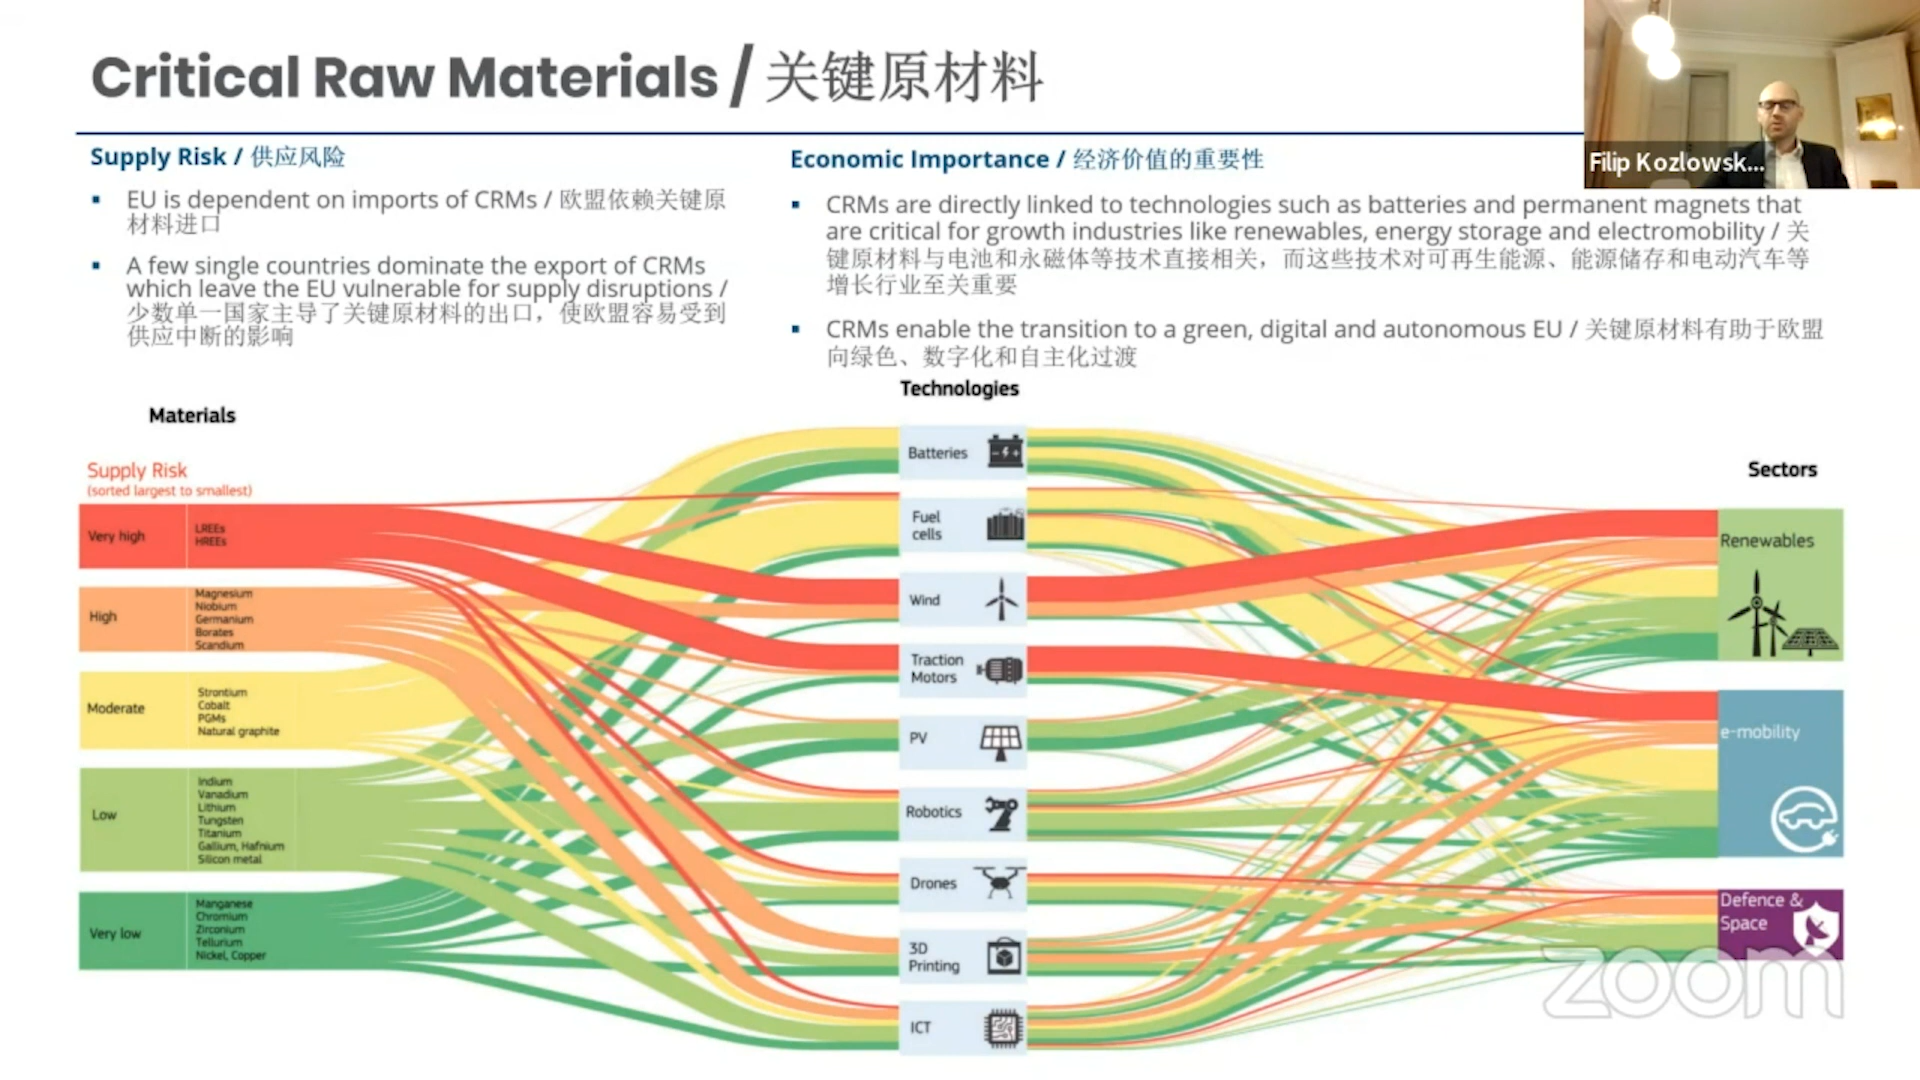 Critical Raw Materials / 关键原材料
Filip Kozlowsk...
Supply Risk / 供应风险
▪ EU is dependent on imports of CRMs / 欧盟依赖关键原
材料进口
▪ A few single countries dominate the export of CRMs
which leave the EU vulnerable for supply disruptions /
少数单一国家主导了关键原材料的出口，使欧盟容易受到
供应中断的影响
Economic Importance / 经济价值的重要性
▪ CRMs are directly linked to technologies such as batteries and permanent magnets that
are critical for growth industries like renewables, energy storage and electromobility / 关
键原材料与电池和永磁体等技术直接相关，而这些技术对可再生能源、能源储存和电动汽车等
增长行业至关重要
▪ CRMs enable the transition to a green, digital and autonomous EU / 关键原材料有助于欧盟
向绿色、数字化和自主化过渡
Materials
Supply Risk
(sorted largest to smallest)
Very high
LREEs
HREEs
High
Magnesium
Niobium
Germanium
Borates
Scandium
Moderate
Strontium
Cobalt
PGMs
Natural graphite
Low
Indium
Vanadium
Lithium
Tungsten
Titanium
Gallium, Hafnium
Silicon metal
Very low
Manganese
Chromium
Zirconium
Tellurium
Nickel, Copper
Technologies
Batteries
Fuel
cells
Wind
Traction
Motors
PV
Robotics
Drones
3D
Printing
ICT
Sectors
Renewables
e-mobility
Defence &
Space
zoom